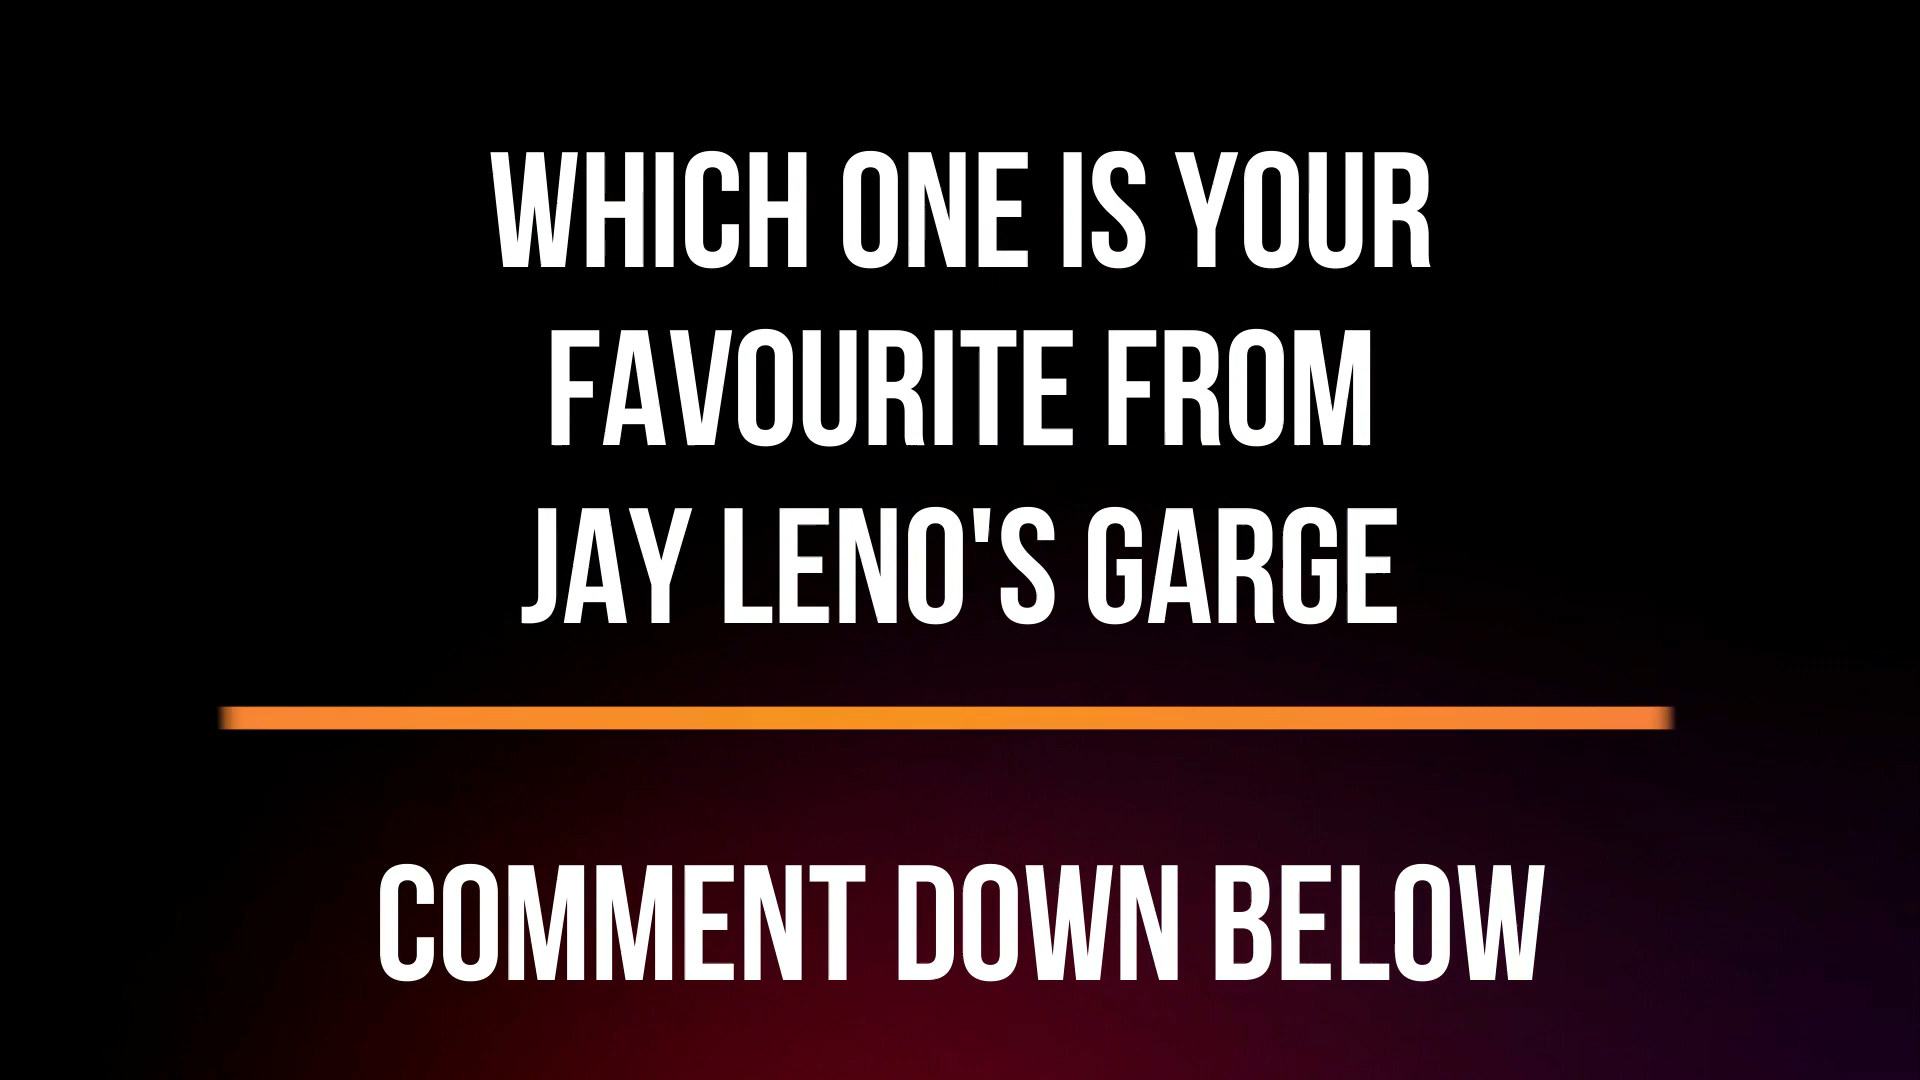 WHICH ONE IS YOUR
FAVOURITE FROM
JAY LENO'S GARGE
COMMENT DOWN BELOW